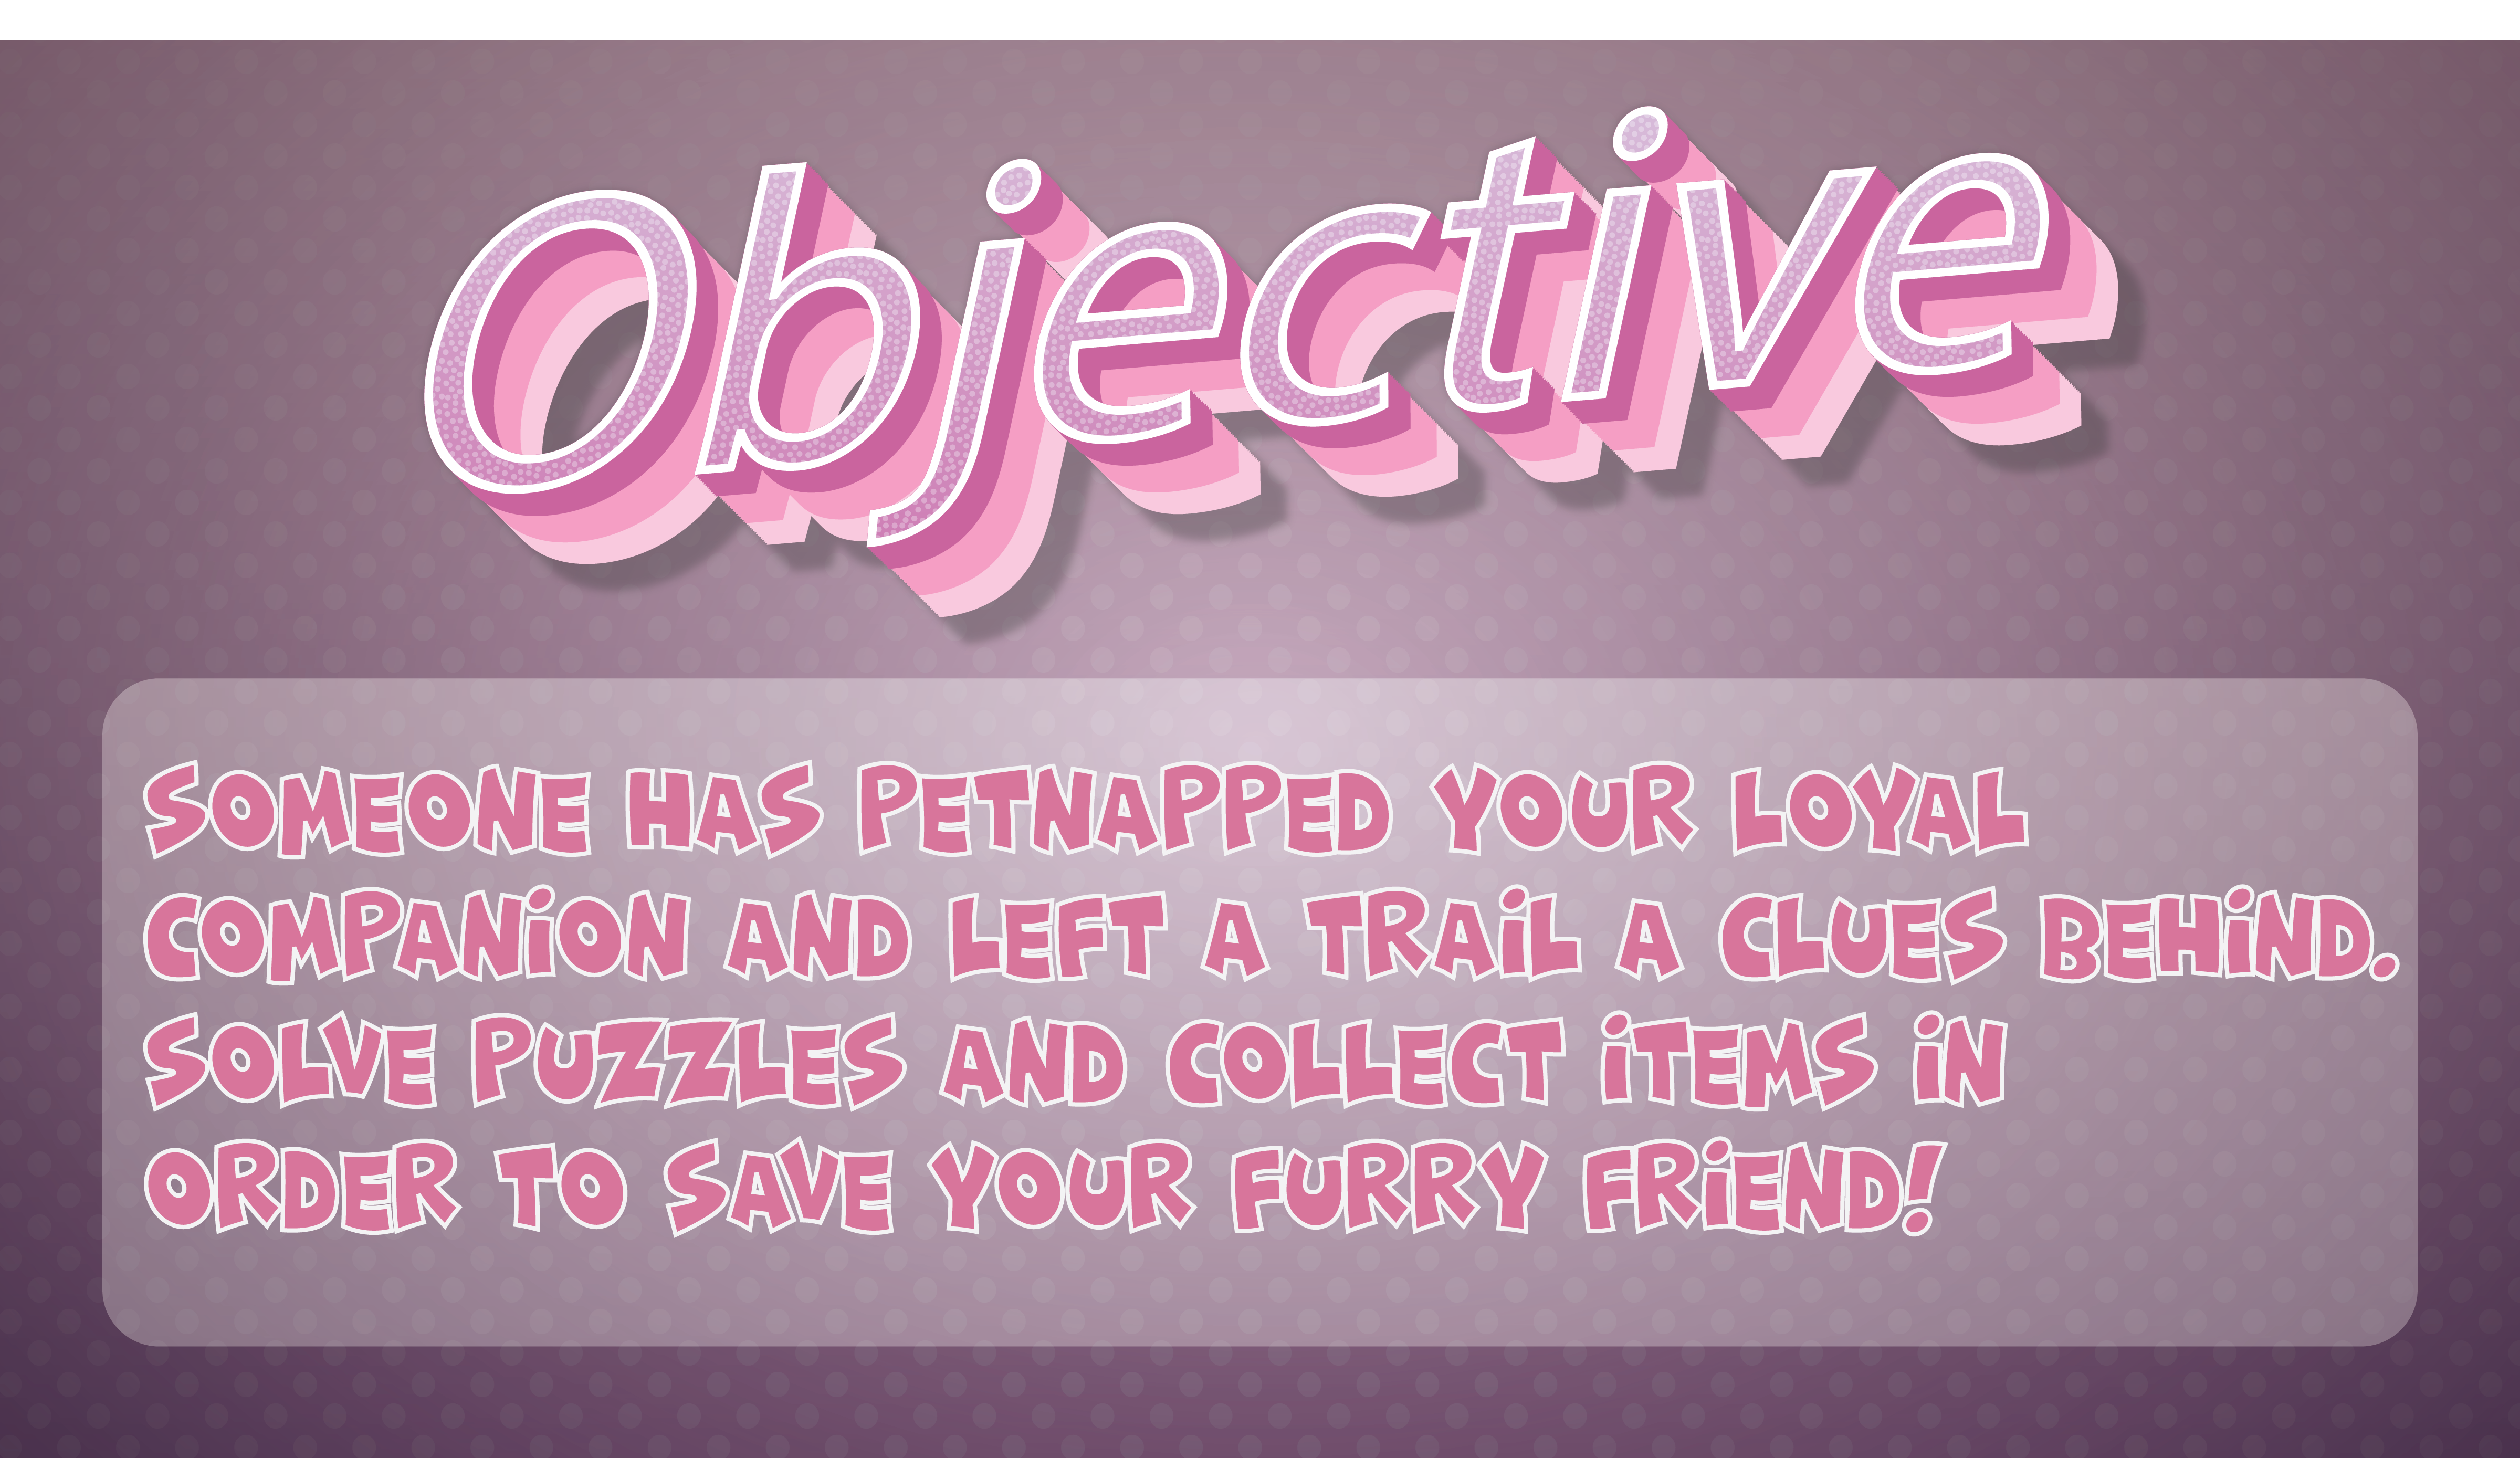 Objective
Someone has petnapped your loyal
companion and left a trail a clues behind.
Solve puzzles and collect items in
order to save your furry friend!